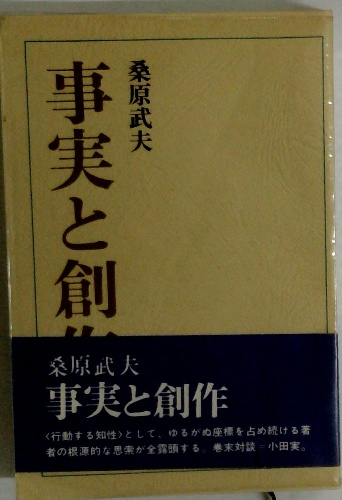 桑原武夫
事実と創作
桑原武夫
事実と創作
〈行動する知性〉として、ゆるがぬ座標を占め続ける著
者の根源的な思索が全露頭する。巻末対談＝小田実。